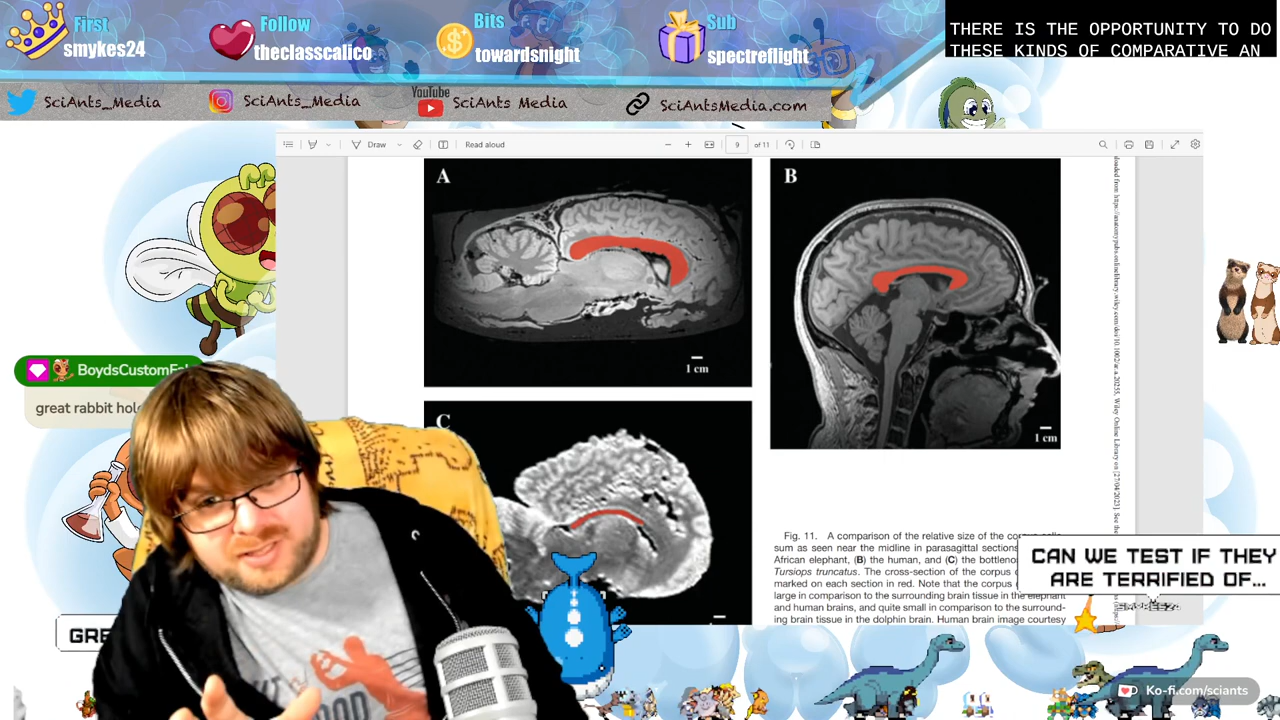 First
smykes24
Follow
theclasscalico
Bits
towardsnight
Sub
spectreflight
THERE IS THE OPPORTUNITY TO DO
THESE KINDS OF COMPARATIVE AN
SciAnts_Media
SciAnts_Media
YouTube
SciAnts Media
SciAntsMedia.com
Draw
Read aloud
9
of 11
A
1 cm
B
1 cm
C
BoydsCustom
great rabbit
Fig. 11. A comparison of the relative size of the
sum as seen near the midline in parasagittal sections
African elephant, (B) the human, and (C) the
Tursiops truncatus. The cross-section of the corpus
marked on each section in red. Note that the corpus
large in comparison to the surrounding brain tissue in the elephant
and human brains, and quite small in comparison to the surround-
ing brain tissue in the dolphin brain. Human brain image courtesy
CAN WE TEST IF THEY
ARE TERRIFIED OF...
GRE
Ko-fi.com/sciants